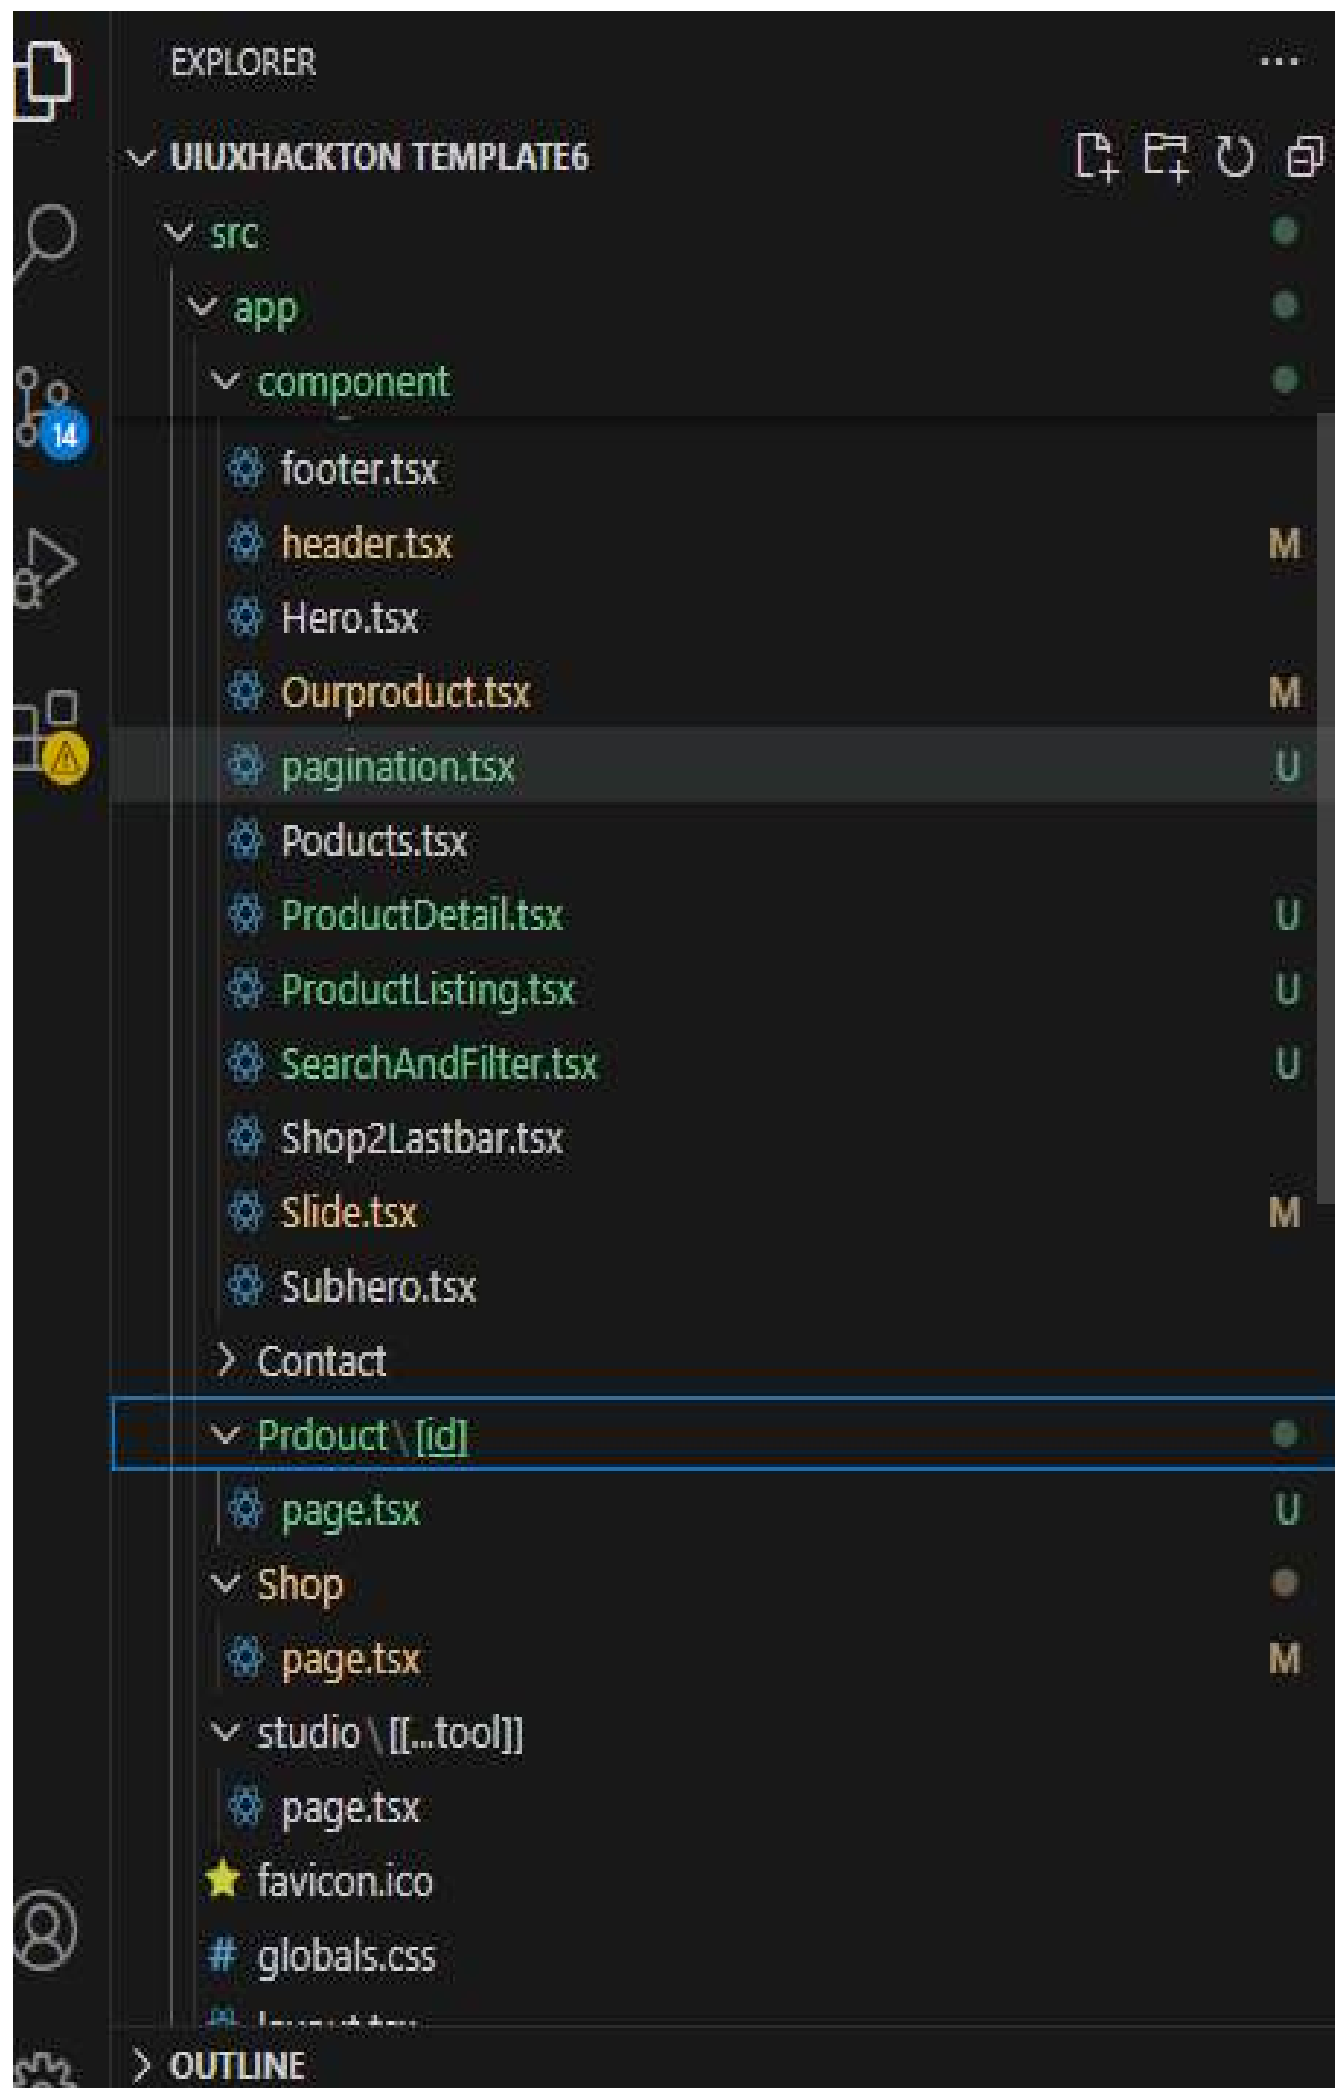 EXPLORER
UIUXHACKTON TEMPLATE6
src
app
component
14
footer.tsx
header.tsx M
Hero.tsx
Ourproduct.tsx M
pagination.tsx U
Poducts.tsx
ProductDetail.tsx U
ProductListing.tsx U
SearchAndFilter.tsx U
Shop2Lastbar.tsx
Slide.tsx M
Subhero.tsx
Contact
Prdouct \ [id]
page.tsx U
Shop
page.tsx M
studio \ [[...tool]]
page.tsx
favicon.ico
# globals.css
OUTLINE